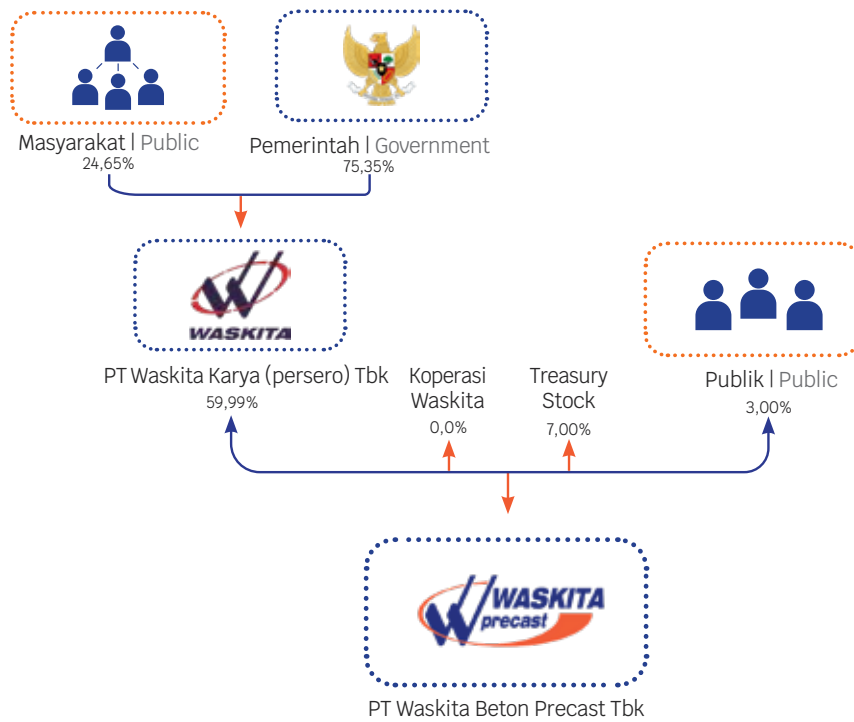 Masyarakat | Public
24,65%
Pemerintah | Government
75,35%
WASKITA
PT Waskita Karya (persero) Tbk
59,99%
Koperasi
Waskita
0,0%
Treasury
Stock
7,00%
Publik | Public
3,00%
WASKITA
precast
PT Waskita Beton Precast Tbk